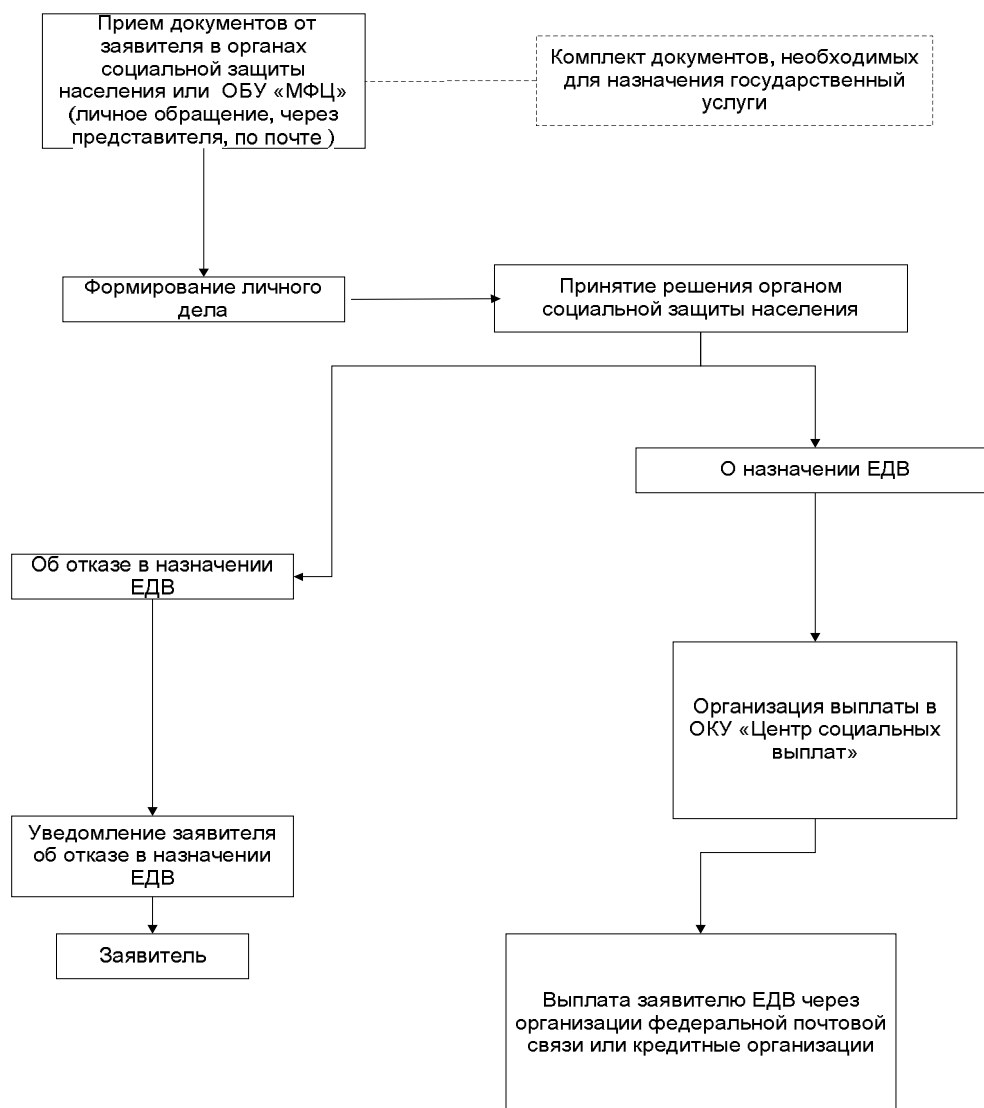 Прием документов от
заявителя в органах
социальной защиты
населения или ОБУ «МФЦ»
(личное обращение, через
представителя, по почте )
Комплект документов, необходимых
для назначения государственный
услуги
Формирование личного
дела
Принятие решения органом
социальной защиты населения
О назначении ЕДВ
Об отказе в назначении
ЕДВ
Организация выплаты в
ОКУ «Центр социальных
выплат»
Уведомление заявителя
об отказе в назначении
ЕДВ
Заявитель
Выплата заявителю ЕДВ через
организации федеральной почтовой
связи или кредитные организации